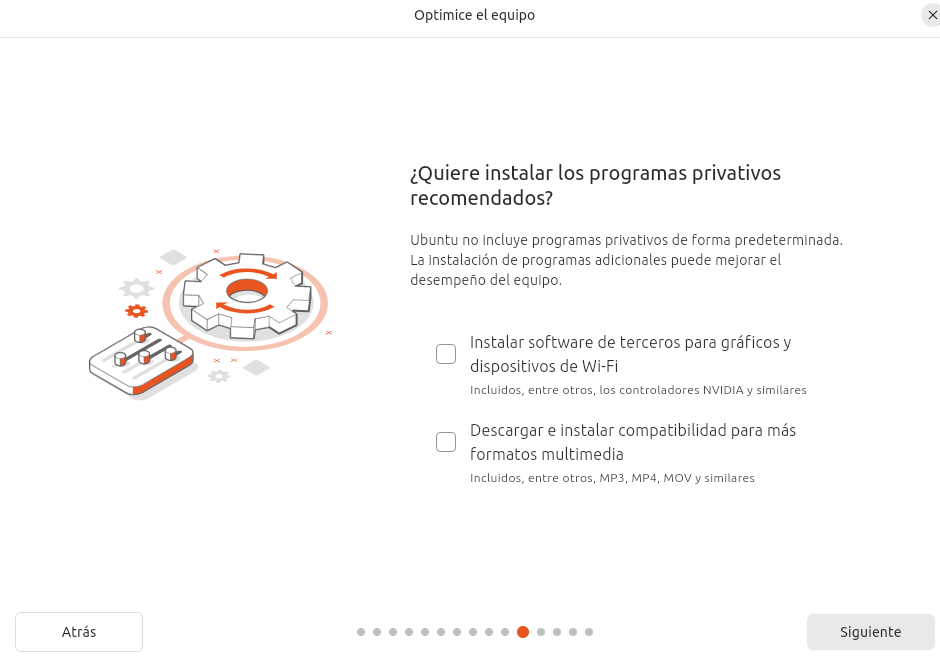 Optimice el equipo
¿Quiere instalar los programas privativos
recomendados?
Ubuntu no incluye programas privativos de forma predeterminada.
La instalación de programas adicionales puede mejorar el
desempeño del equipo.
Instalar software de terceros para gráficos y
dispositivos de Wi-Fi
Incluidos, entre otros, los controladores NVIDIA y similares
Descargar e instalar compatibilidad para más
formatos multimedia
Incluidos, entre otros, MP3, MP4, MOV y similares
Atrás
Siguiente